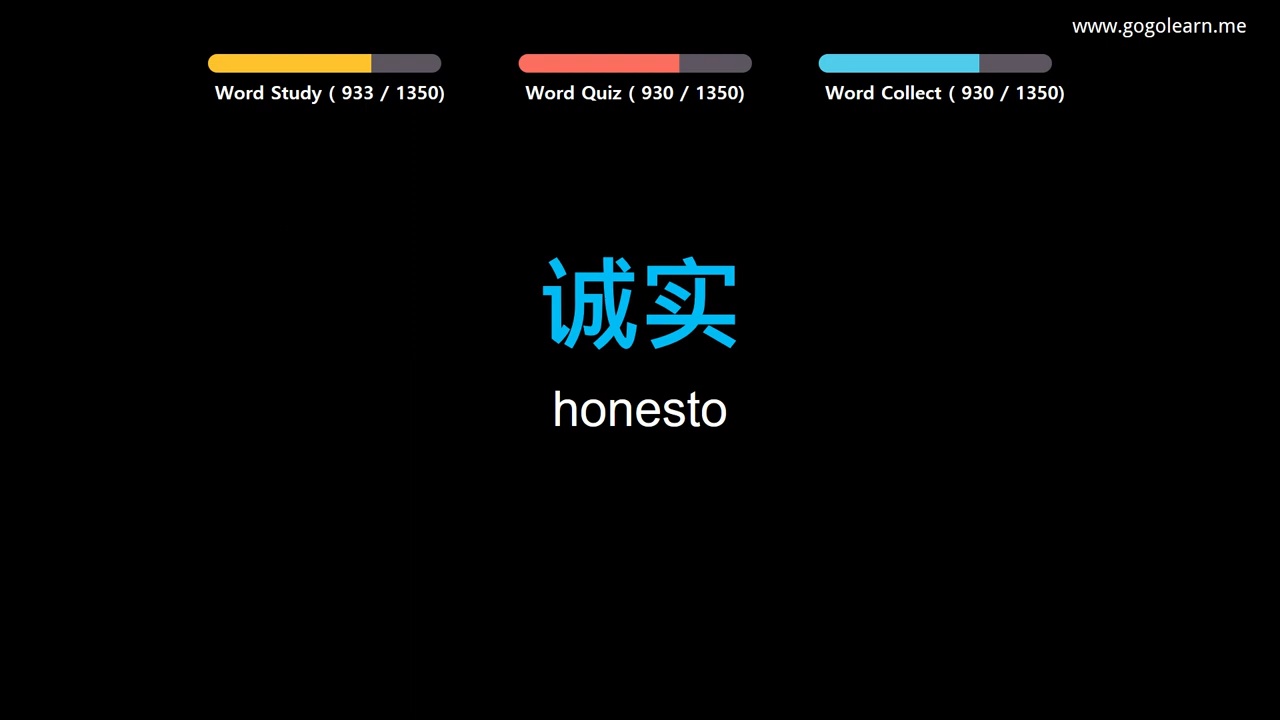 www.gogolearn.me
Word Study ( 933 / 1350)
Word Quiz ( 930 / 1350)
Word Collect ( 930 / 1350)
诚实
honesto